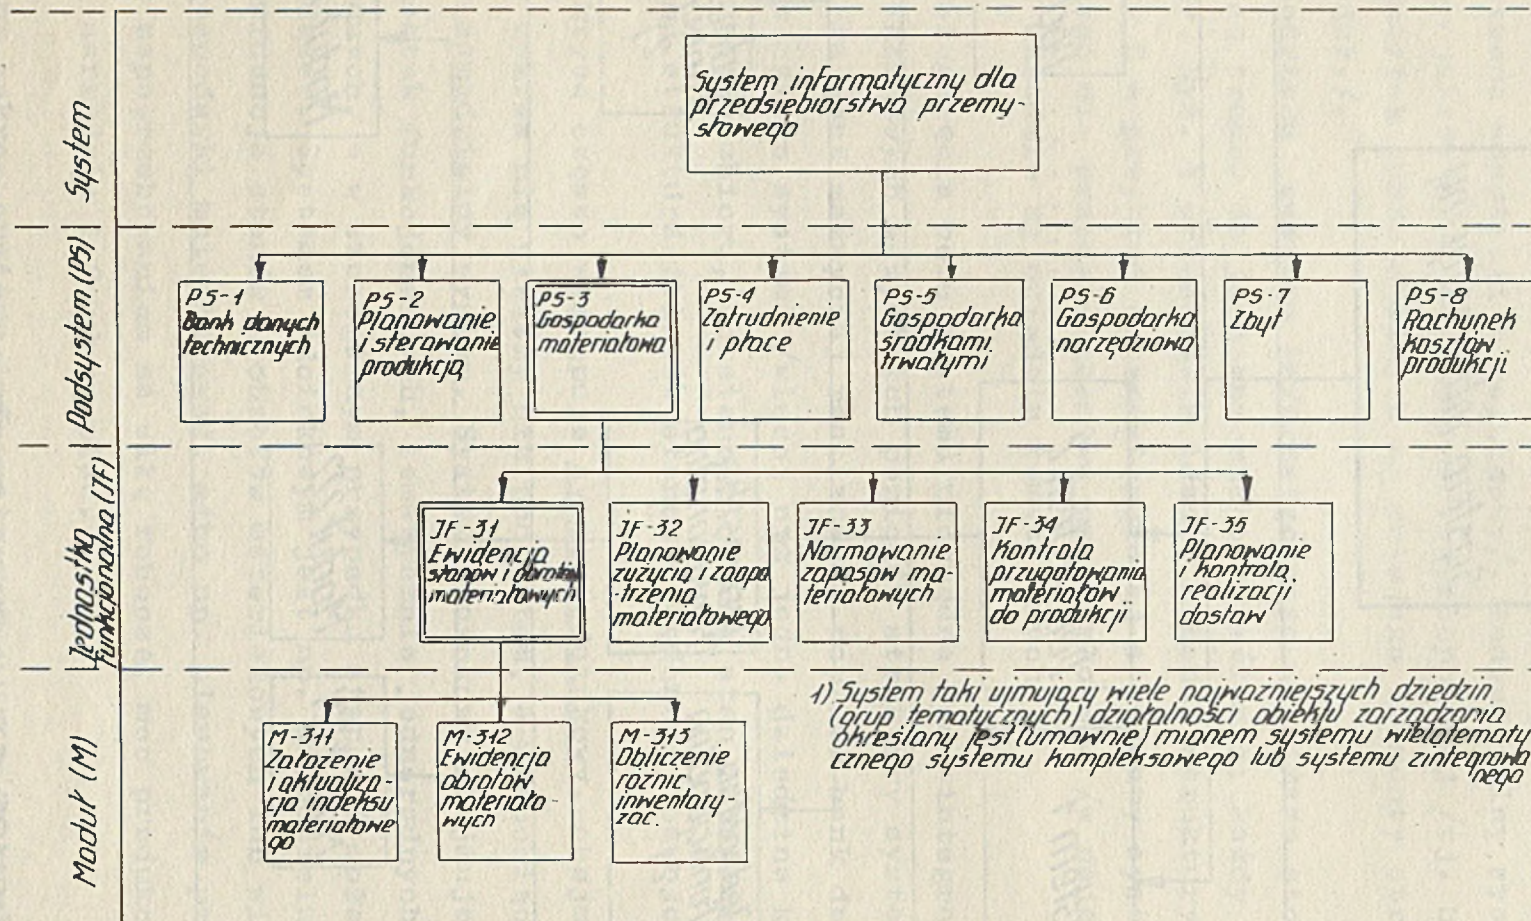 System
System informatyczny dla
przedsiębiorstwa przemy-
słowego
Podsystem (PS)
PS-1
Bank danych
technicznych
PS-2
Planowanie
i sterowanie
produkcją
PS-3
Gospodarka
materiałowa
PS-4
Zatrudnienie
i płace
PS-5
Gospodarka
środkami
trwałymi
PS-6
Gospodarka
narzędziowa
PS-7
Zbyt
PS-8
Rachunek
kosztów
produkcji
Jednostka
funkcjonalna (JF)
JF-31
Ewidencja
stanów i obrotów
materiałowych
JF-32
Planowanie
zużycia i zaopa
-trzenia
materiałowego
JF-33
Normowanie
zapasów ma-
teriałowych
JF-34
Kontrola
przygotowania
materiałów
do produkcji
JF-35
Planowanie
i kontrola
realizacji
dostaw
Moduł (M)
M-311
Założenie
i aktualiza-
cja indeksu
materiałowe
go
M-312
Ewidencja
obrotów
materiało-
wych
M-313
Obliczenie
różnic
inwentary-
zac.
1) System taki ujmujący wiele najważniejszych dziedzin
(grup tematycznych) działalności obiektu zarządzania
określany jest (umownie) mianem systemu wielotematy
cznego systemu kompleksowego lub systemu zintegrowa
nego